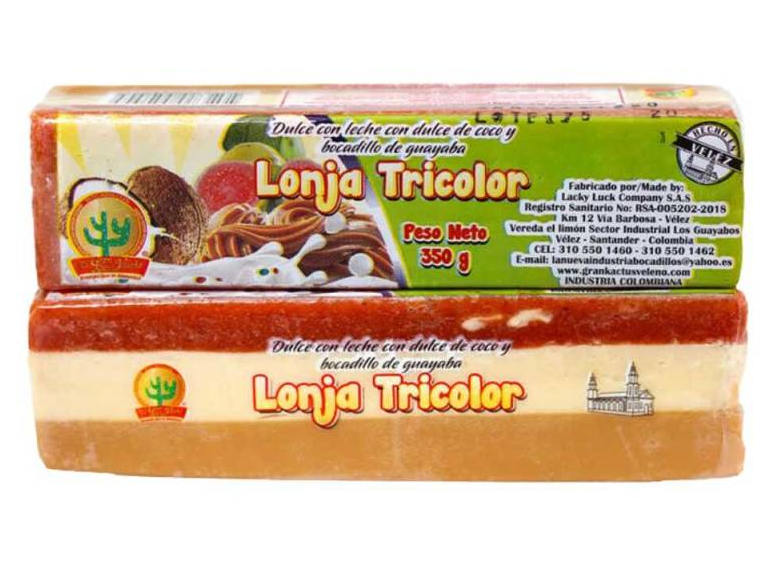 LOTE 175
Dulce con leche con dulce de coco y
bocadillo de guayaba
Lonja Tricolor
Peso Neto
350 g
HECHO EN
VELEZ
Fabricado por/Made by:
Lacky Luck Company S.A.S
Registro Sanitario No: RSA-005202-2018
Km 12 Vía Barbosa - Vélez
Vereda el limón Sector Industrial Los Guayabos
Vélez - Santander - Colombia
CEL: 310 550 1460 - 310 550 1462
E-mail: lanuevaindustriabocadillos@yahoo.es
www.grankactusveleno.com
INDUSTRIA COLOMBIANA
Dulce con leche con dulce de coco y
bocadillo de guayaba
Lonja Tricolor